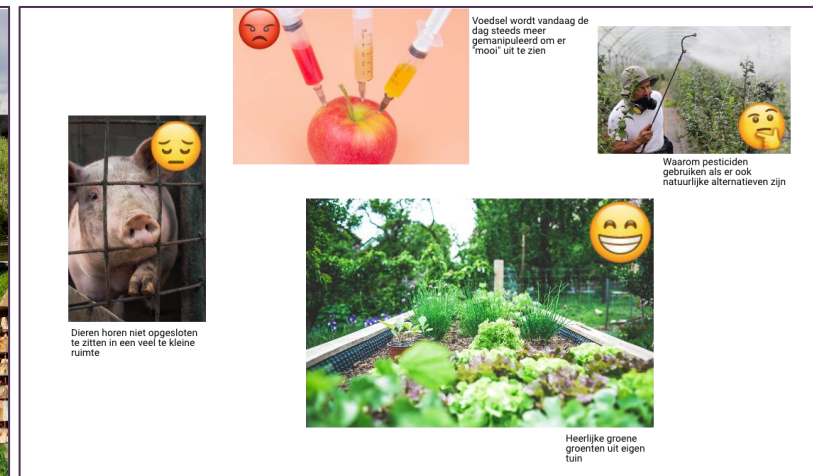 Voedsel wordt vandaag de
dag steeds meer
gemanipuleerd om er
"mooi" uit te zien
Waarom pesticiden
gebruiken als er ook
natuurlijke alternatieven zijn
Dieren horen niet opgesloten
te zitten in een veel te kleine
ruimte
Heerlijke groene
groenten uit eigen
tuin